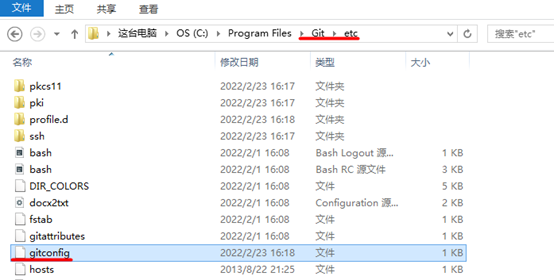 文件 主页 共享 查看
这台电脑 OS (C:) Program Files Git etc 搜索"etc"
名称 修改日期 类型 大小
pkcs11 2022/2/23 16:17 文件夹
pki 2022/2/23 16:17 文件夹
profile.d 2022/2/23 16:18 文件夹
ssh 2022/2/23 16:17 文件夹
bash 2022/2/1 16:08 Bash Logout 源... 1 KB
bash 2022/2/1 16:08 Bash RC 源文件 3 KB
DIR_COLORS 2022/2/1 16:08 文件 5 KB
docx2txt 2022/2/1 16:08 Configuration 源... 1 KB
fstab 2022/2/1 16:08 文件 1 KB
gitattributes 2022/2/1 16:08 文件 1 KB
gitconfig 2022/2/23 16:18 文件 1 KB
hosts 2013/8/22 21:25 文件 1 KB